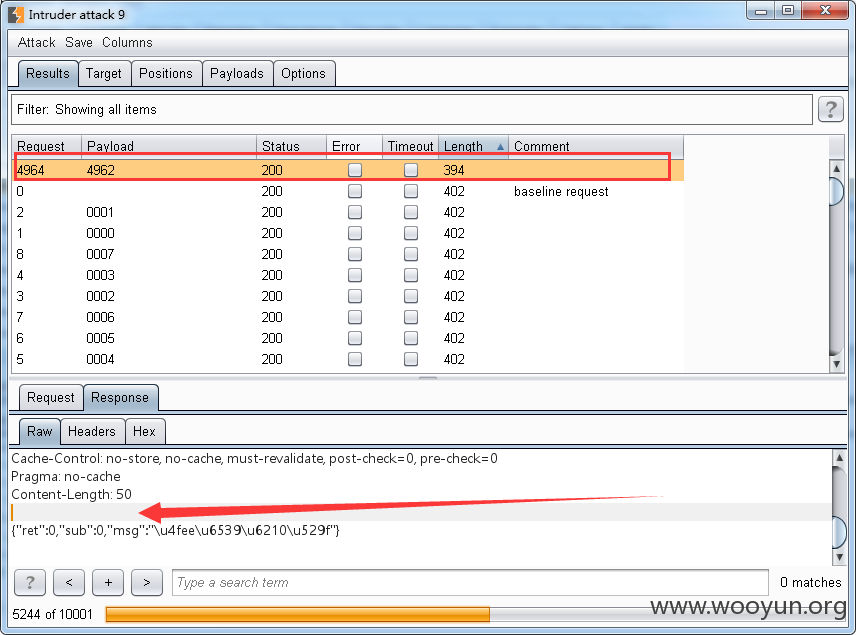 Intruder attack 9
Attack Save Columns
Results Target Positions Payloads Options
Filter: Showing all items ?
Request Payload Status Error Timeout Length Comment
4964 4962 200 394
0 200 402 baseline request
2 0001 200 402
1 0000 200 402
8 0007 200 402
4 0003 200 402
3 0002 200 402
7 0006 200 402
6 0005 200 402
5 0004 200 402
Request Response
Raw Headers Hex
Cache-Control: no-store, no-cache, must-revalidate, post-check=0, pre-check=0
Pragma: no-cache
Content-Length: 50
{"ret":0,"sub":0,"msg":"\u4fee\u6539\u6210\u529f"}
? < + > Type a search term 0 matches
5244 of 10001
www.wooyun.org